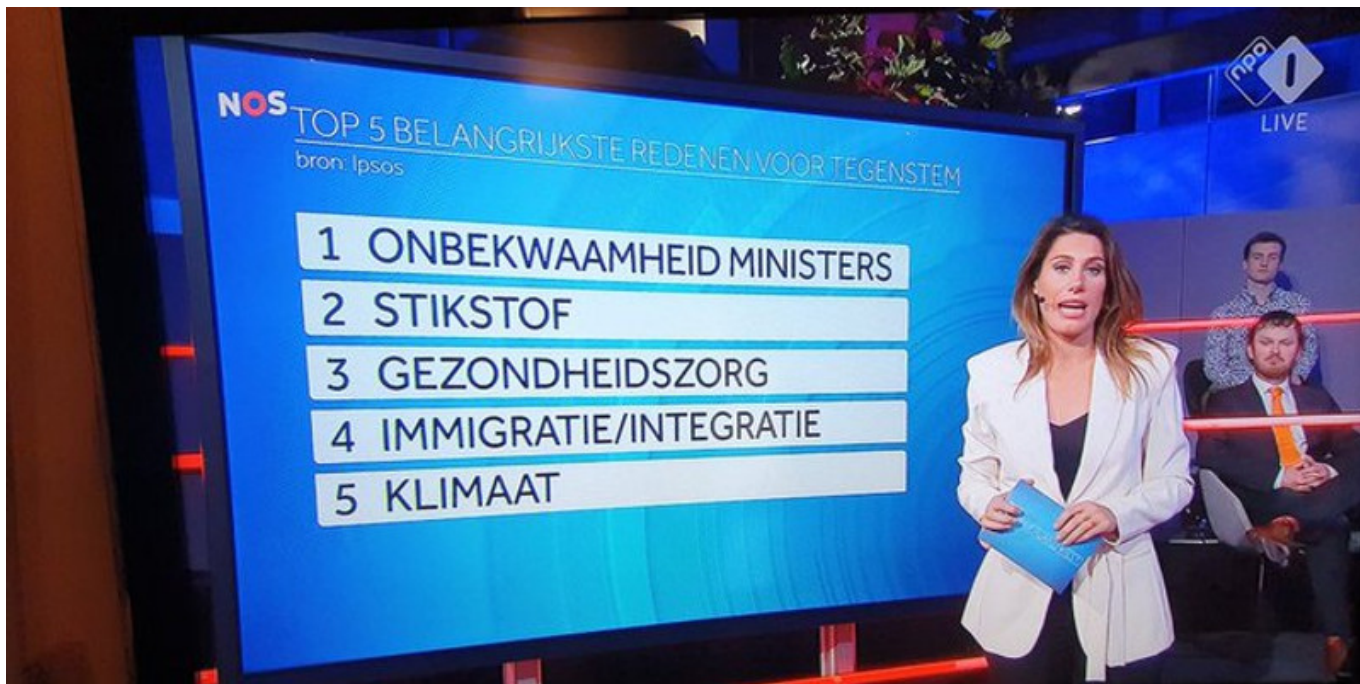 NOS
TOP 5 BELANGRIJKSTE REDENEN VOOR TEGENSTEM
bron: Ipsos
1 ONBEKWAAMHEID MINISTERS
2 STIKSTOF
3 GEZONDHEIDSZORG
4 IMMIGRATIE/INTEGRATIE
5 KLIMAAT
npo 1
LIVE